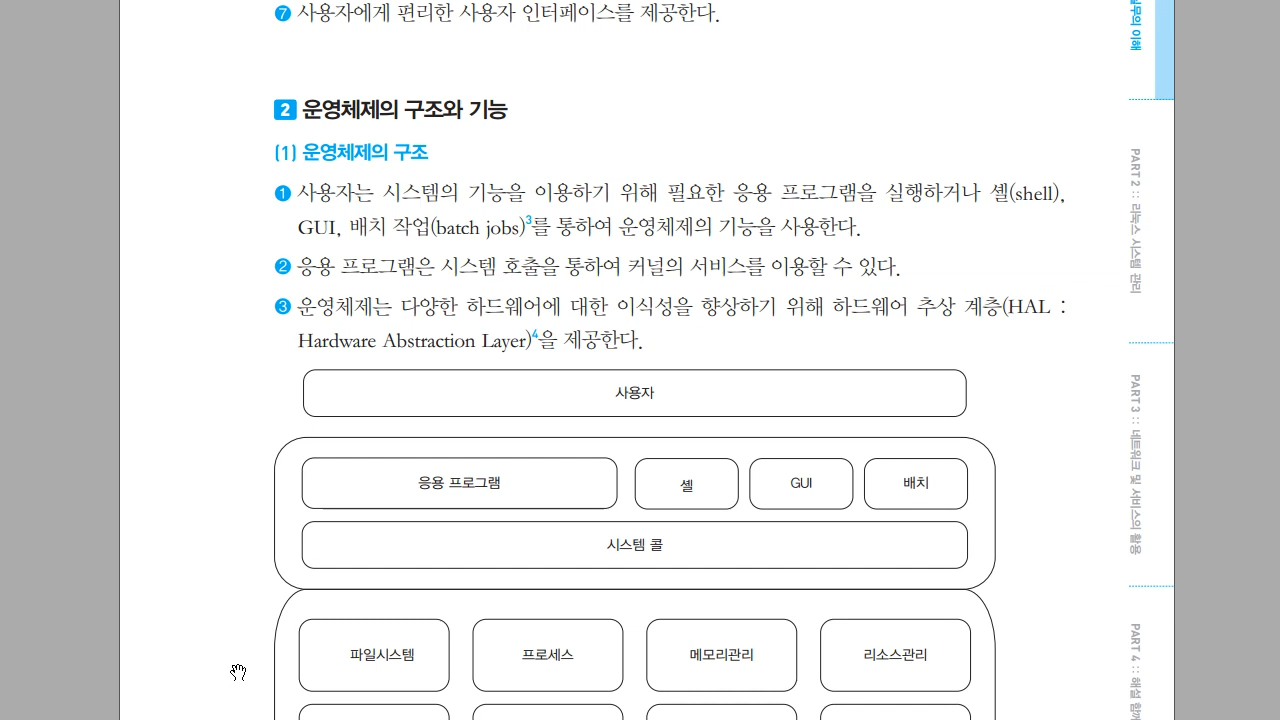 ❼ 사용자에게 편리한 사용자 인터페이스를 제공한다.
2 운영체제의 구조와 기능
(1) 운영체제의 구조
❶ 사용자는 시스템의 기능을 이용하기 위해 필요한 응용 프로그램을 실행하거나 셸(shell),
GUI, 배치 작업(batch jobs)3를 통하여 운영체제의 기능을 사용한다.
❷ 응용 프로그램은 시스템 호출을 통하여 커널의 서비스를 이용할 수 있다.
❸ 운영체제는 다양한 하드웨어에 대한 이식성을 향상하기 위해 하드웨어 추상 계층(HAL :
Hardware Abstraction Layer)4을 제공한다.
사용자
응용 프로그램 셸 GUI 배치
시스템 콜
파일시스템 프로세스 메모리관리 리소스관리
실무의 이해
PART 2 :: 리눅스 시스템 관리
PART 3 :: 네트워크 및 서비스의 활용
PART 4 :: 해설 함께